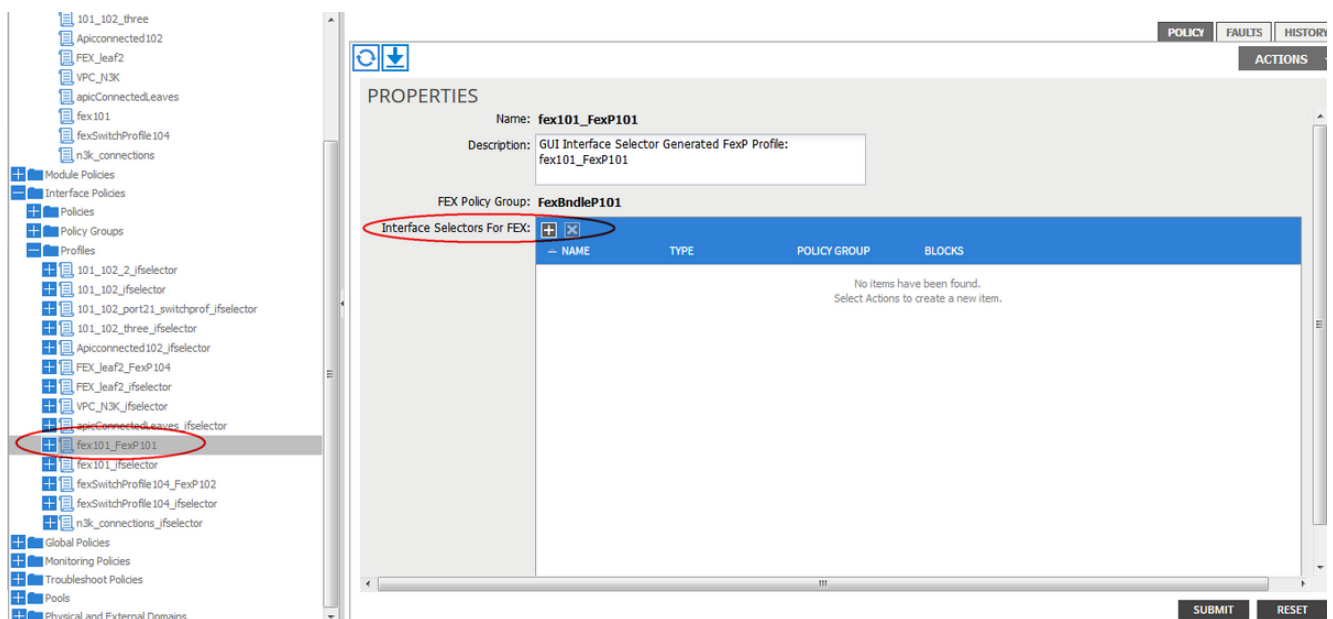 101_102_three
Apicconnected102
FEX_leaf2
VPC_N3K
apicConnectedLeaves
fex101
fexSwitchProfile104
n3k_connections
Module Policies
Interface Policies
Policies
Policy Groups
Profiles
101_102_2_ifselector
101_102_ifselector
101_102_port21_switchprof_ifselector
101_102_three_ifselector
Apicconnected102_ifselector
FEX_leaf2_FexP104
FEX_leaf2_ifselector
VPC_N3K_ifselector
apicConnectedLeaves_ifselector
fex101_FexP101
fex101_ifselector
fexSwitchProfile104_FexP102
fexSwitchProfile104_ifselector
n3k_connections_ifselector
Global Policies
Monitoring Policies
Troubleshoot Policies
Pools
Physical and External Domains
POLICY FAULTS HISTORY
ACTIONS
PROPERTIES
Name: fex101_FexP101
Description: GUI Interface Selector Generated FexP Profile:
fex101_FexP101
FEX Policy Group: FexBndleP101
Interface Selectors For FEX:
NAME TYPE POLICY GROUP BLOCKS
No items have been found.
Select Actions to create a new item.
SUBMIT RESET